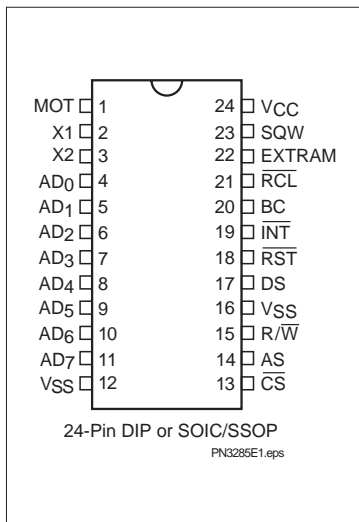 MOT 1 24 VCC
X1 2 23 SQW
X2 3 22 EXTRAM
AD0 4 21 RCL
AD1 5 20 BC
AD2 6 19 INT
AD3 7 18 RST
AD4 8 17 DS
AD5 9 16 VSS
AD6 10 15 R/W
AD7 11 14 AS
VSS 12 13 CS
24-Pin DIP or SOIC/SSOP
PN3285E1.eps